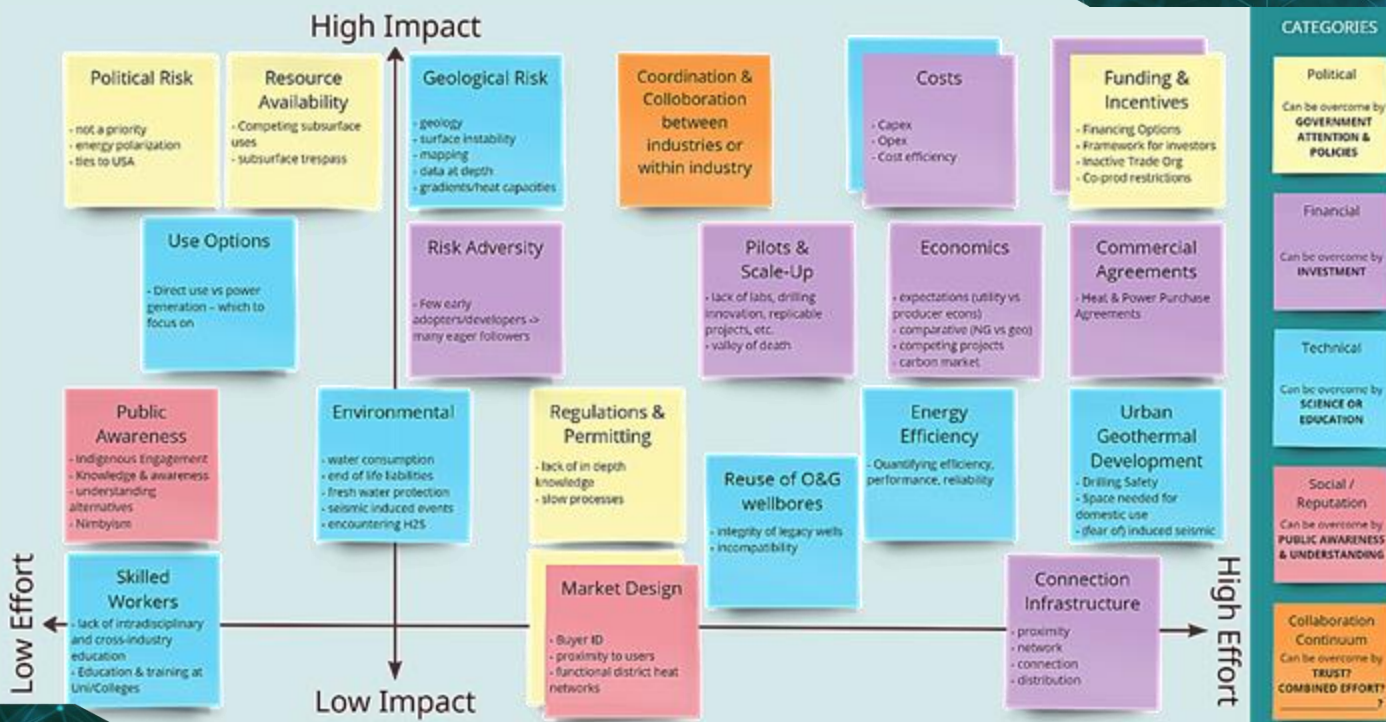 High Impact
Political Risk
- not a priority
- energy polarization
- ties to USA
Resource
Availability
- Competing subsurface
uses
- subsurface trespass
Geological Risk
- geology
- surface instability
- mapping
- data at depth
- gradients/heat capacities
Coordination &
Colloboration
between
industries or
within industry
Costs
- Capex
- Opex
- Cost efficiency
Funding &
Incentives
- Financing Options
- Framework for investors
- Inactive Trade Org
- Co-prod restrictions
Use Options
- Direct use vs power
generation – which to
focus on
Risk Adversity
- Few early
adopters/developers ->
many eager followers
Pilots &
Scale-Up
- lack of labs, drilling
innovation, replicable
projects, etc.
- valley of death
Economics
- expectations (utility vs
producer econs)
- comparative (NG vs geo)
- competing projects
- carbon market
Commercial
Agreements
- Heat & Power Purchase
Agreements
Public
Awareness
- Indigenous Engagement
- Knowledge & awareness
- understanding
alternatives
- Nimbyism
Environmental
- water consumption
- end of life liabilities
- fresh water protection
- seismic induced events
- encountering H2S
Regulations &
Permitting
- lack of in depth
knowledge
- slow processes
Reuse of O&G
wellbores
- integrity of legacy wells
- incompatibility
Energy
Efficiency
- Quantifying efficiency,
performance, reliability
Urban
Geothermal
Development
- Drilling Safety
- Space needed for
domestic use
- (fear of) induced seismic
Low Effort
Skilled
Workers
- lack of intradisciplinary
and cross-industry
education
- Education & training at
Uni/Colleges
Market Design
- Buyer ID
- proximity to users
- functional district heat
networks
Connection
Infrastructure
- proximity
- network
- connection
- distribution
High Effort
Low Impact
CATEGORIES
Political
Can be overcome by
GOVERNMENT
ATTENTION &
POLICIES
Financial
Can be overcome by
INVESTMENT
Technical
Can be overcome by
SCIENCE OR
EDUCATION
Social /
Reputation
Can be overcome by
PUBLIC AWARENESS
& UNDERSTANDING
Collaboration
Continuum
Can be overcome by
TRUST?
COMBINED EFFORT?
____________?